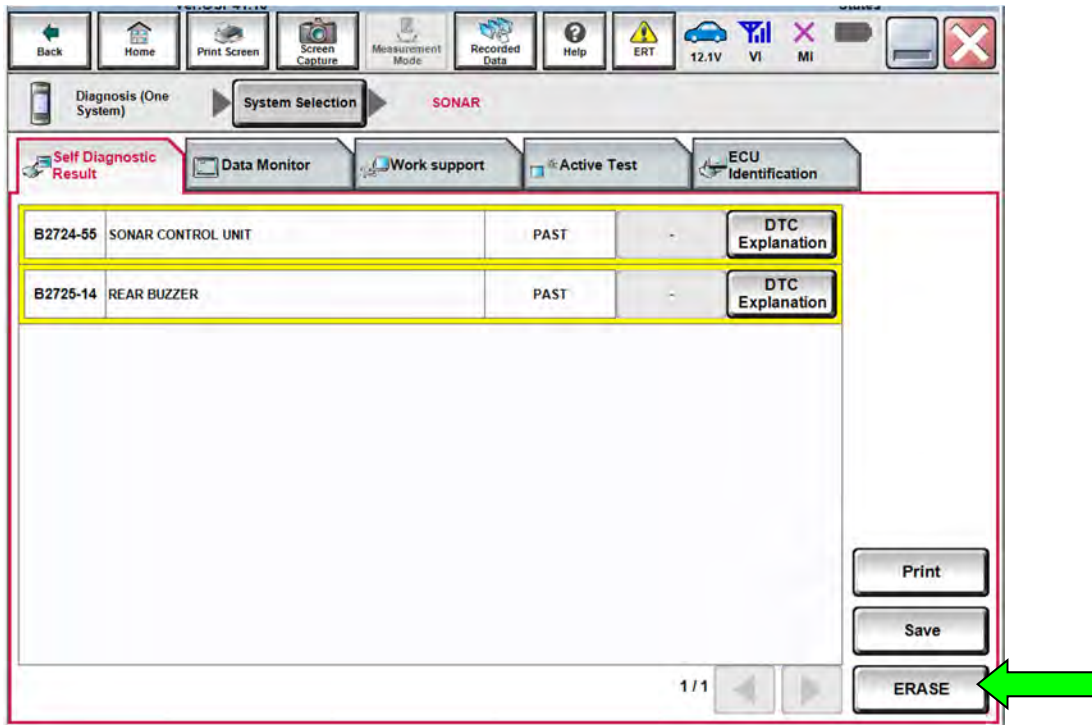 Back
Home
Print Screen
Screen Capture
Measurement Mode
Recorded Data
Help
ERT
12.1V
VI
MI
Diagnosis (One System)
System Selection
SONAR
Self Diagnostic Result
Data Monitor
Work support
Active Test
ECU Identification
B2724-55 SONAR CONTROL UNIT PAST - DTC Explanation
B2725-14 REAR BUZZER PAST - DTC Explanation
Print
Save
1/1
ERASE